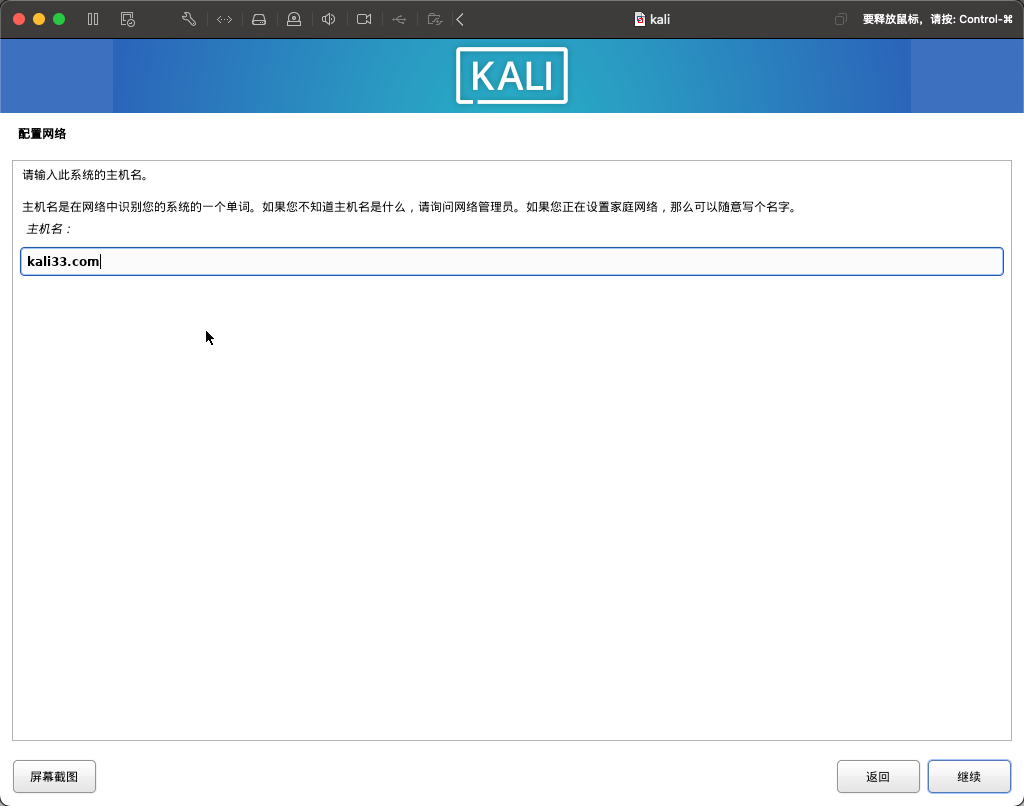 kali
要释放鼠标，请按: Control-⌘
KALI
配置网络
请输入此系统的主机名。
主机名是在网络中识别您的系统的一个单词。如果您不知道主机名是什么，请询问网络管理员。如果您正在设置家庭网络，那么可以随意写个名字。
主机名：
kali33.com
屏幕截图
返回
继续